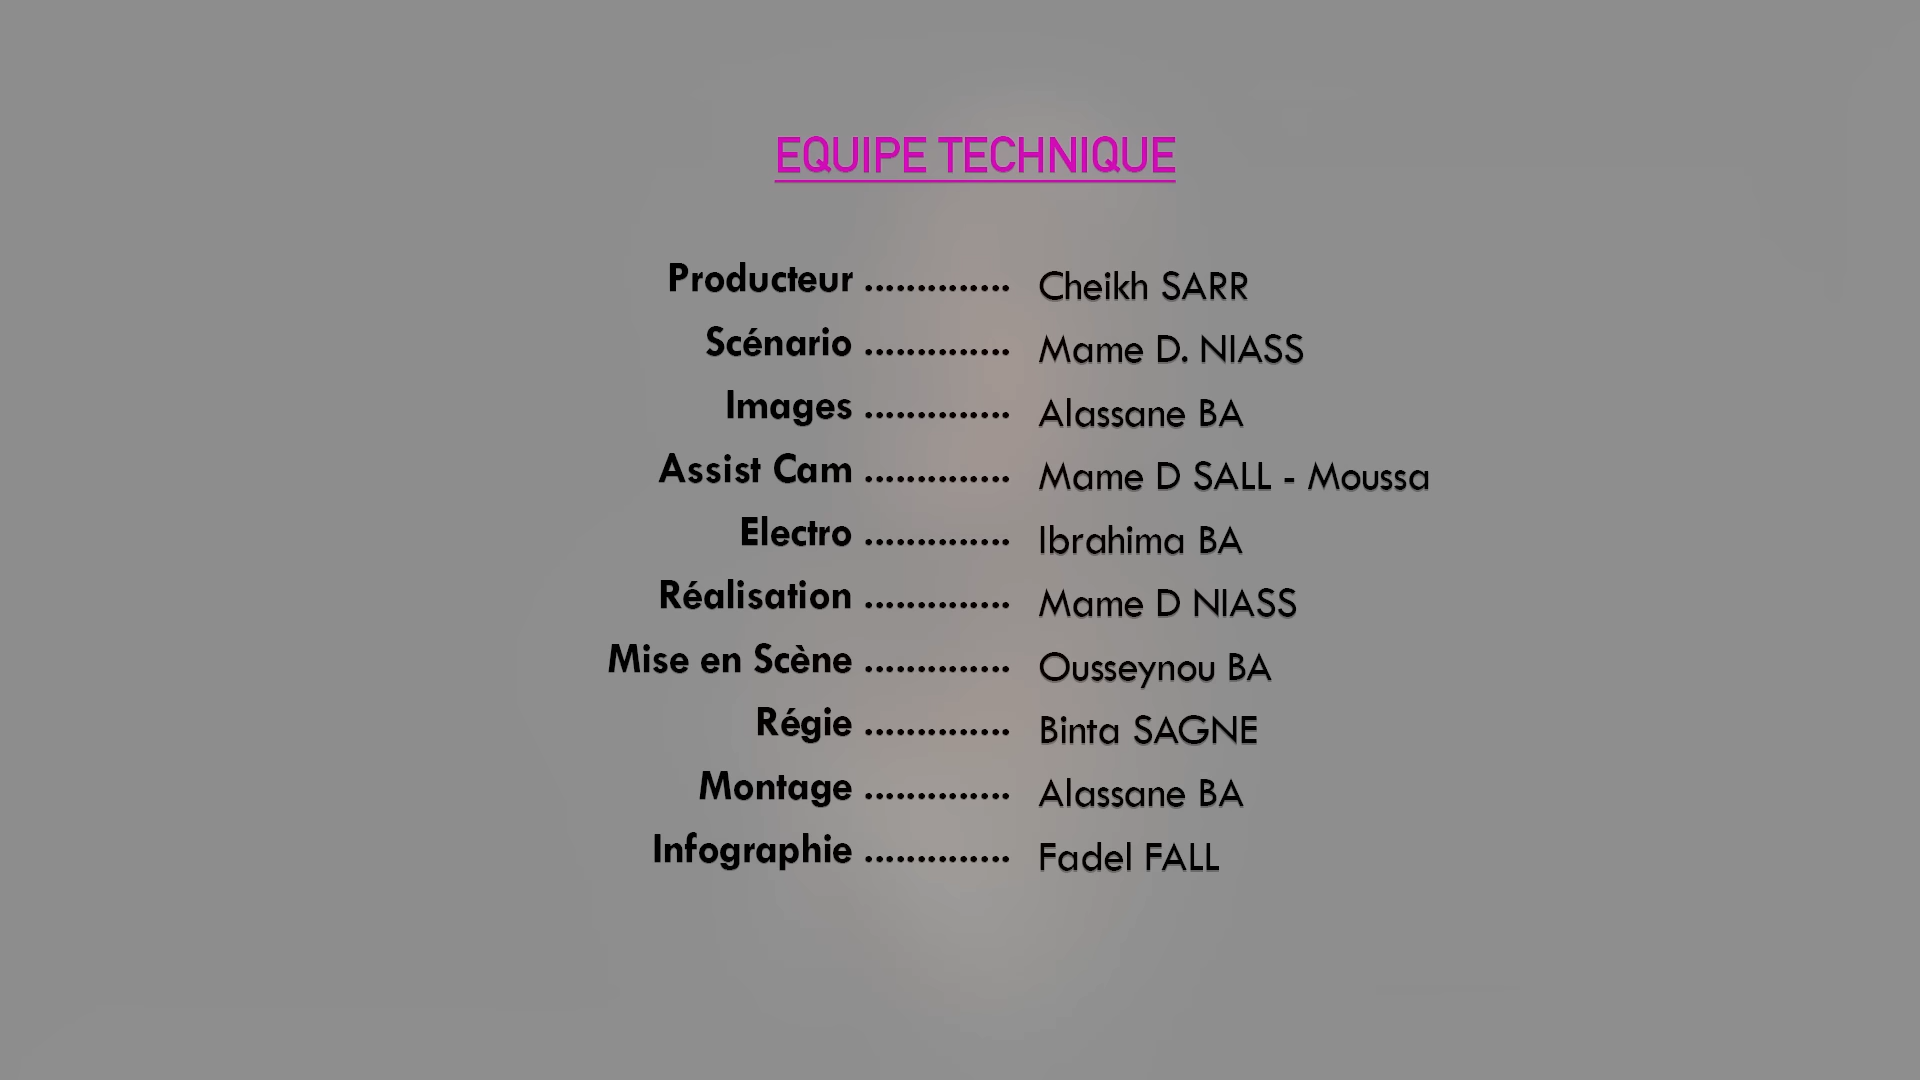 EQUIPE TECHNIQUE
Producteur .............. Cheikh SARR
Scénario .............. Mame D. NIASS
Images .............. Alassane BA
Assist Cam .............. Mame D SALL - Moussa
Electro .............. Ibrahima BA
Réalisation .............. Mame D NIASS
Mise en Scène .............. Ousseynou BA
Régie .............. Binta SAGNE
Montage .............. Alassane BA
Infographie .............. Fadel FALL